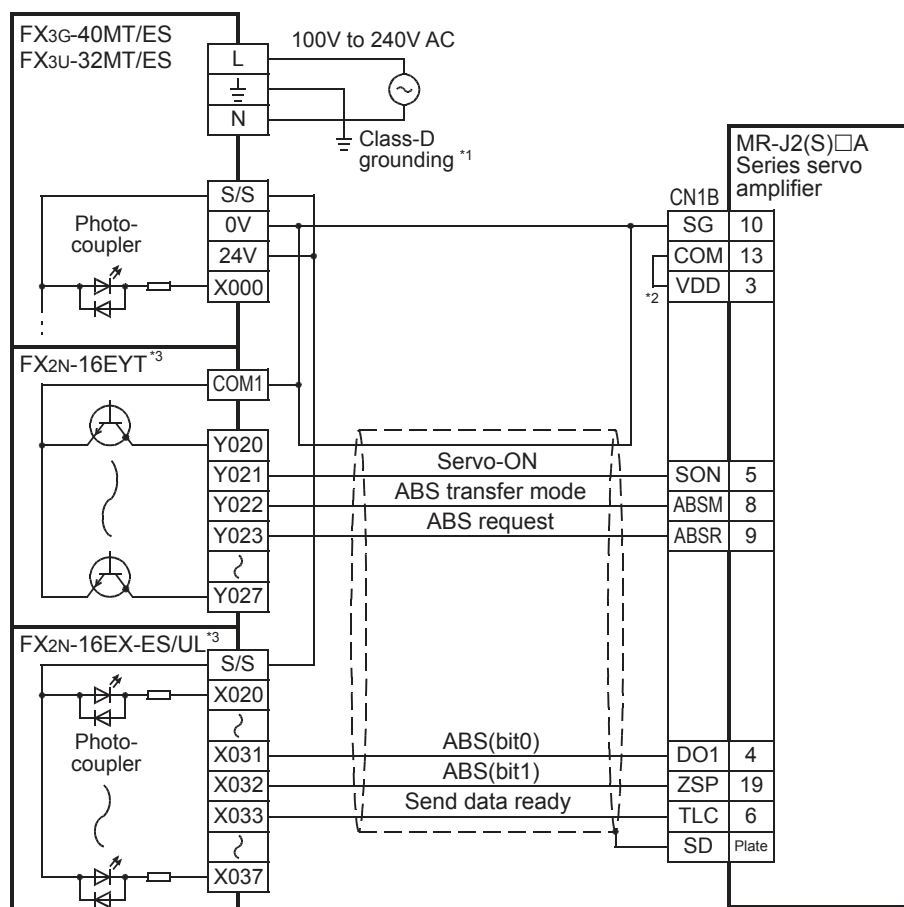 FX3G-40MT/ES
FX3U-32MT/ES
L
N
100V to 240V AC
Class-D
grounding *1
S/S
0V
24V
X000
Photo-
coupler
FX2N-16EYT*3
COM1
Y020
Y021
Y022
Y023
Y027
FX2N-16EX-ES/UL*3
S/S
X020
X031
X032
X033
X037
Photo-
coupler
Servo-ON
ABS transfer mode
ABS request
ABS(bit0)
ABS(bit1)
Send data ready
MR-J2(S)□A
Series servo
amplifier
CN1B
SG 10
COM 13
VDD 3
*2
SON 5
ABSM 8
ABSR 9
DO1 4
ZSP 19
TLC 6
SD Plate